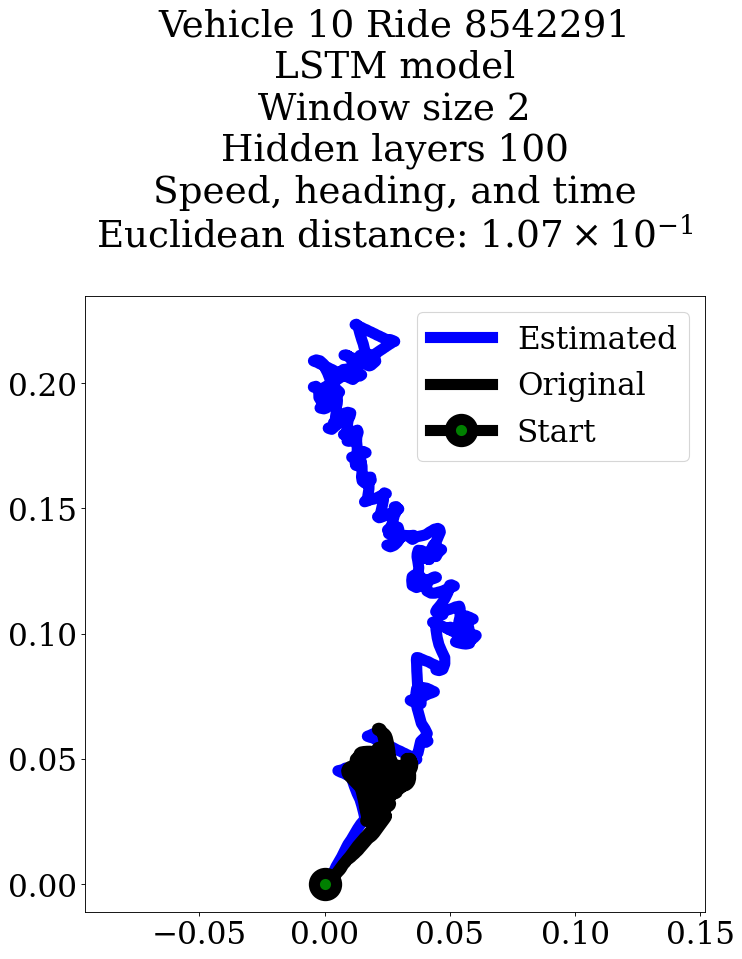 Vehicle 10 Ride 8542291
LSTM model
Window size 2
Hidden layers 100
Speed, heading, and time
Euclidean distance: 1.07 × 10⁻¹
Estimated
Original
Start
0.20
0.15
0.10
0.05
0.00
−0.05 0.00 0.05 0.10 0.15